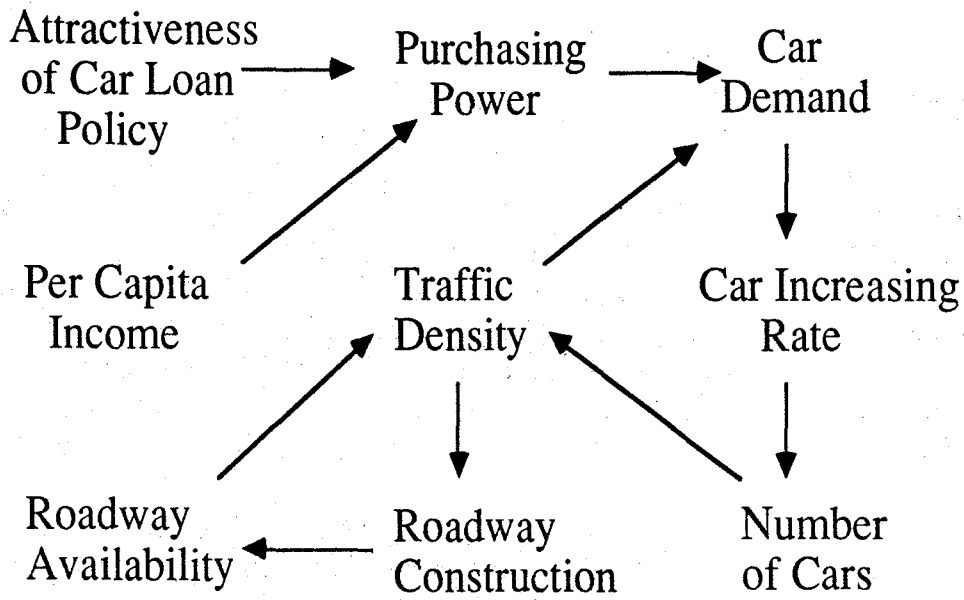 Attractiveness
of Car Loan
Policy
Purchasing
Power
Car
Demand
Per Capita
Income
Traffic
Density
Car Increasing
Rate
Roadway
Availability
Roadway
Construction
Number
of Cars